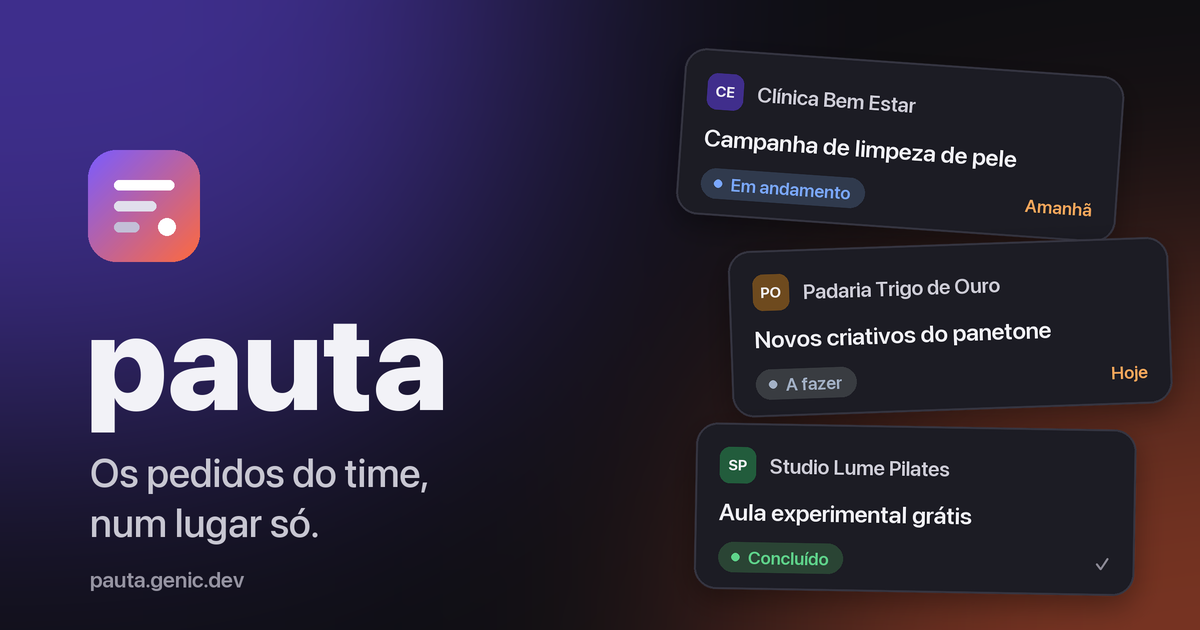 pauta
Os pedidos do time,
num lugar só.
pauta.genic.dev
CE
Clínica Bem Estar
Campanha de limpeza de pele
Em andamento
Amanhã
PO
Padaria Trigo de Ouro
Novos criativos do panetone
A fazer
Hoje
SP
Studio Lume Pilates
Aula experimental grátis
Concluído